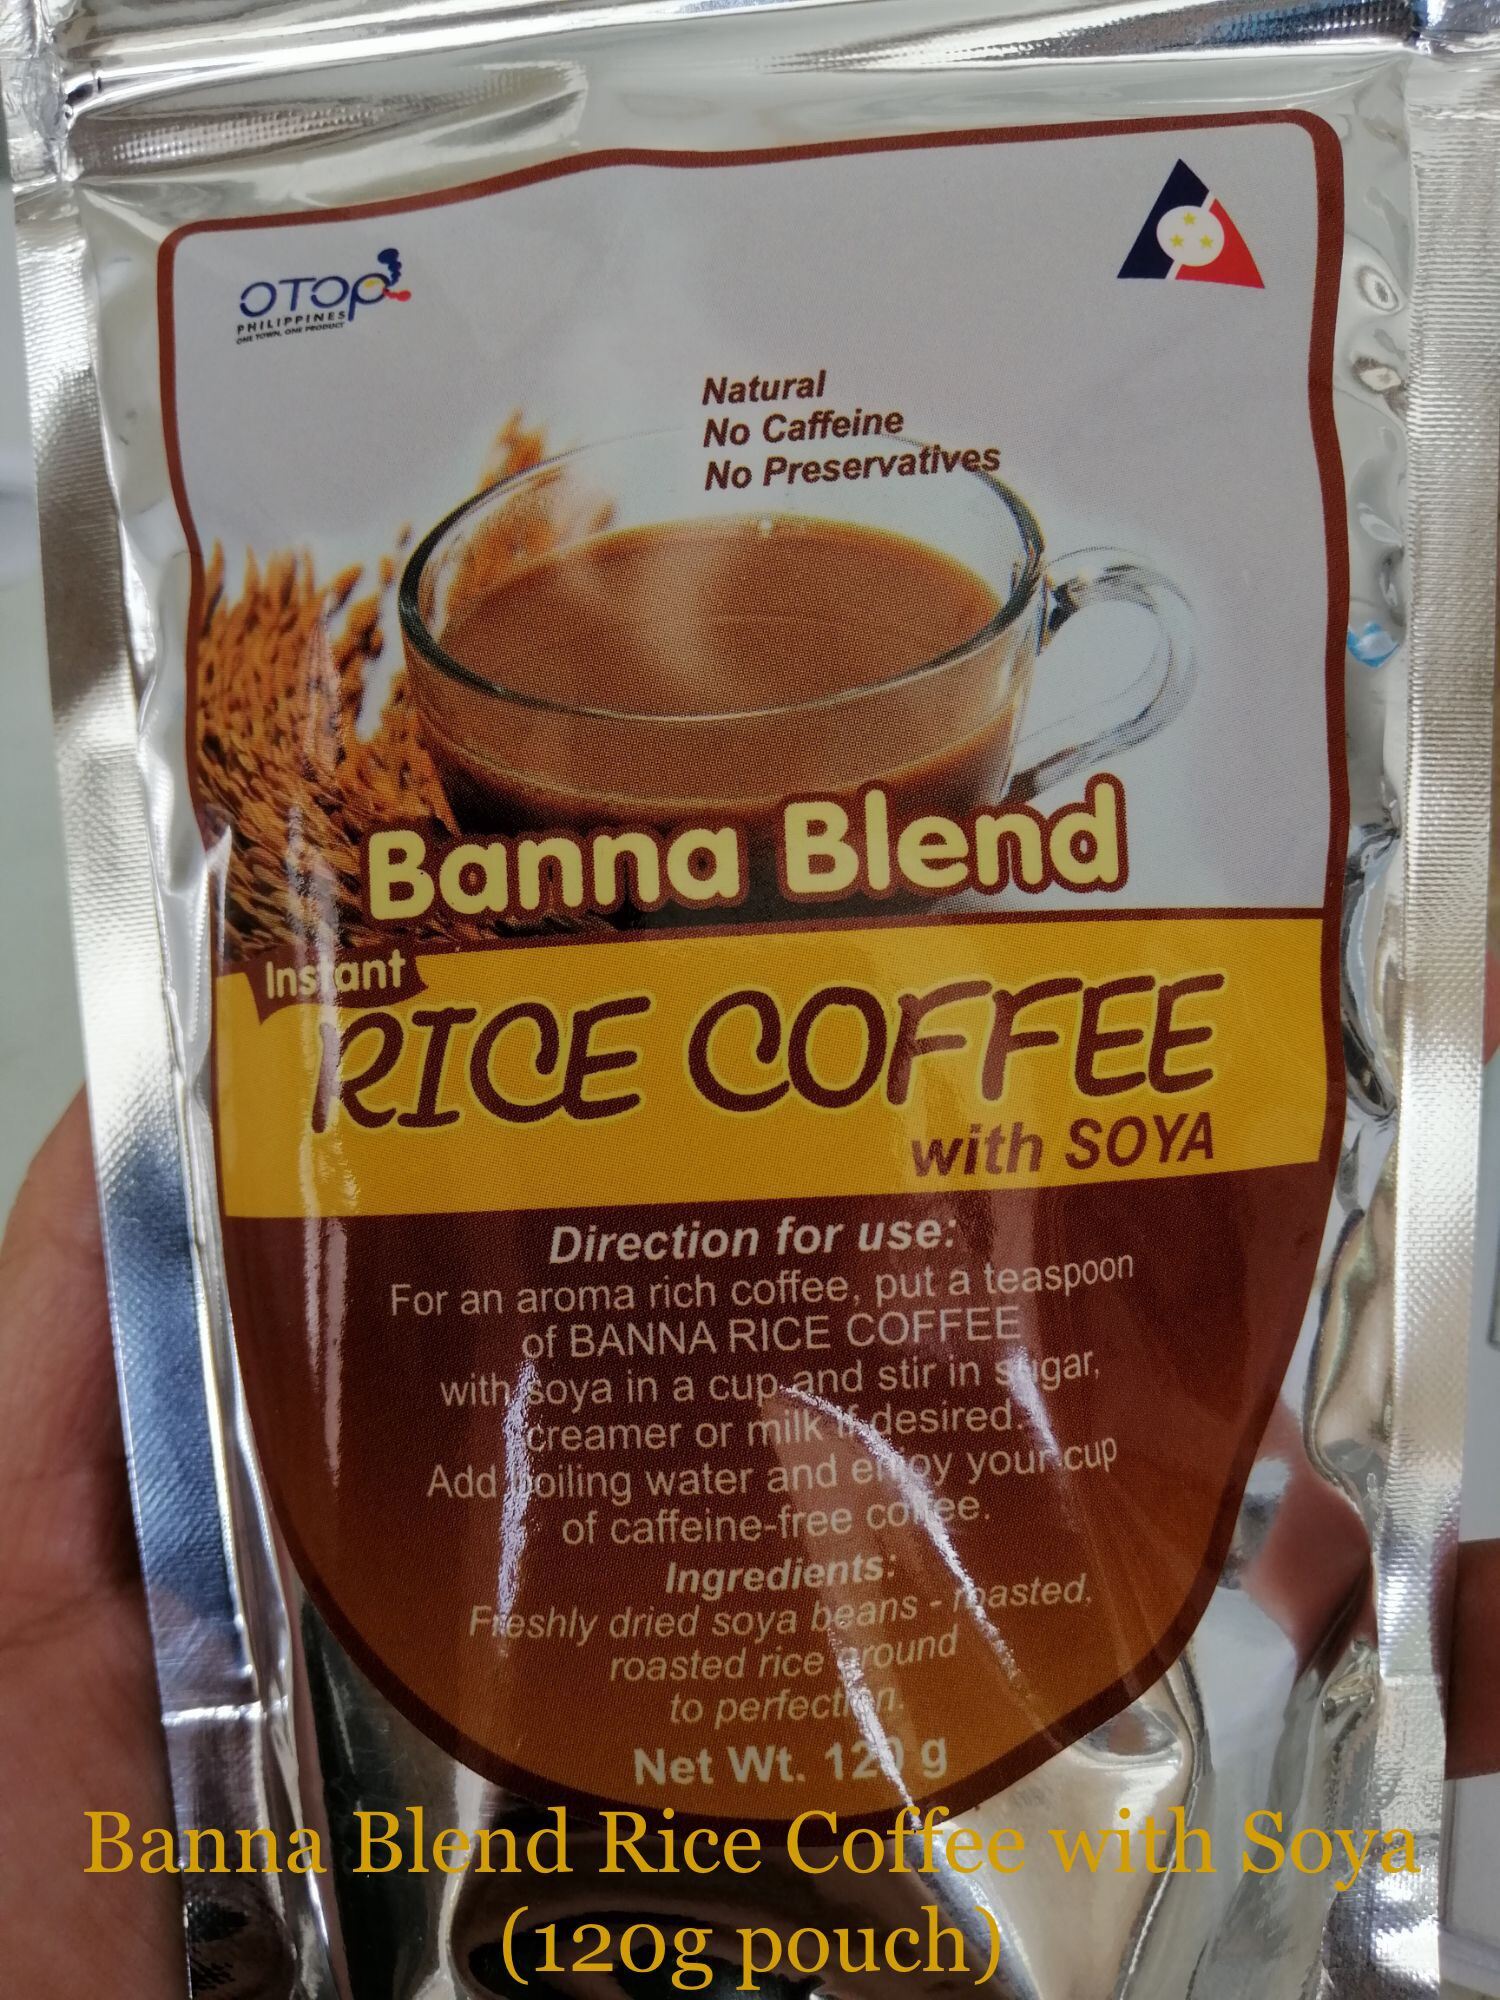 OTOP
PHILIPPINES
ONE TOWN, ONE PRODUCT
Natural
No Caffeine
No Preservatives
Banna Blend
Instant
RICE COFFEE
with SOYA
Direction for use:
For an aroma rich coffee, put a teaspoon
of BANNA RICE COFFEE
with soya in a cup and stir in sugar,
creamer or milk if desired.
Add boiling water and enjoy your cup
of caffeine-free coffee.
Ingredients:
Freshly dried soya beans - roasted,
roasted rice ground
to perfection.
Net Wt. 120 g
Banna Blend Rice Coffee with Soya
(120g pouch)